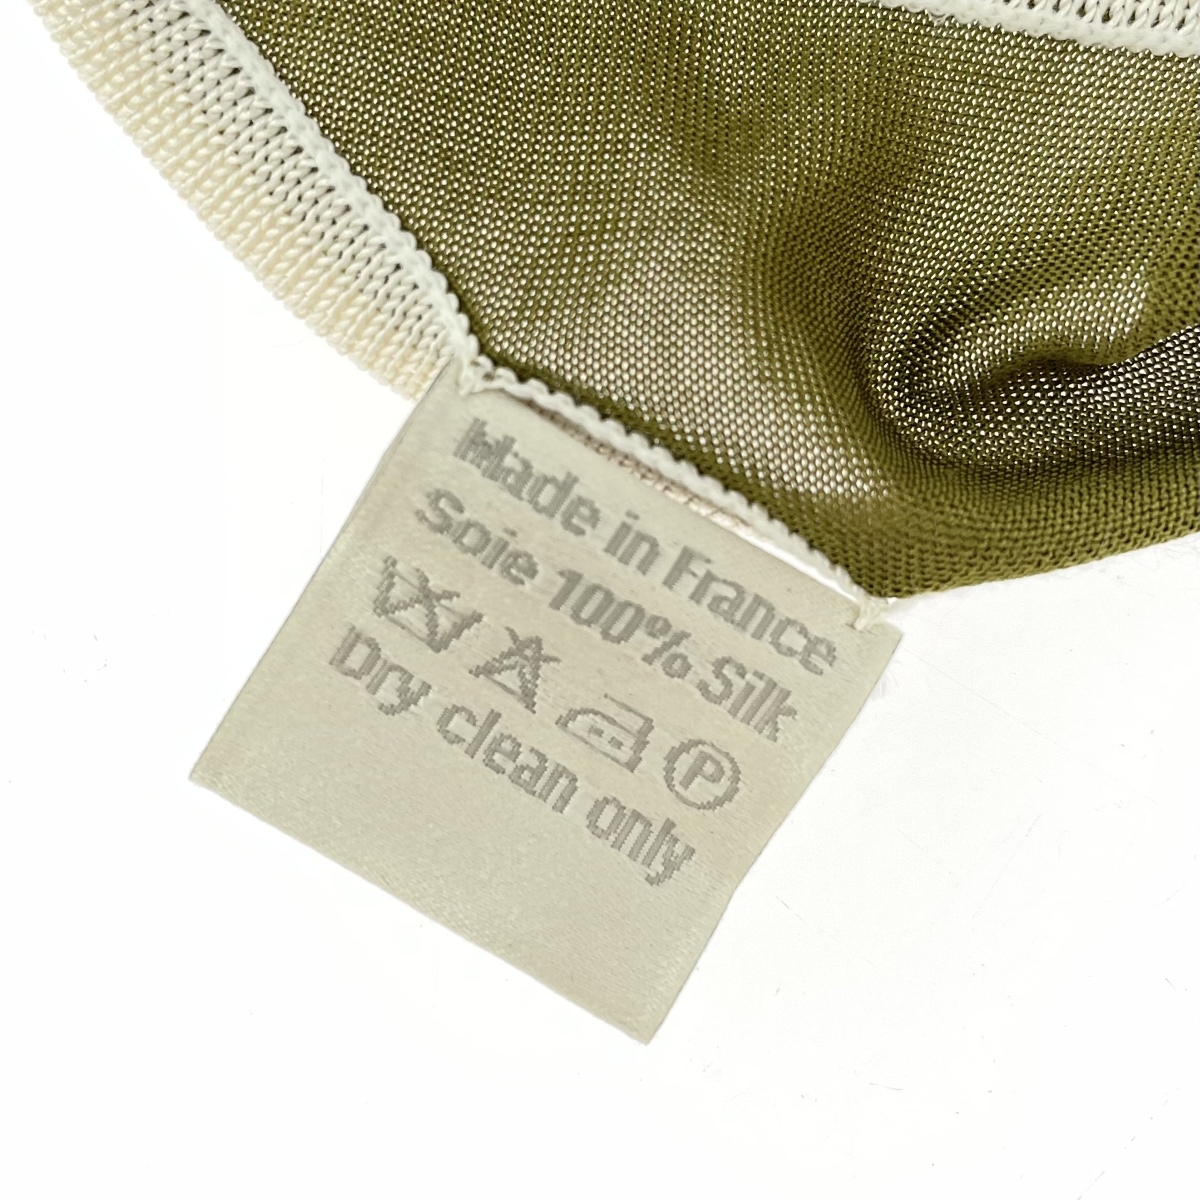 Made in France
Soie 100% Silk
P
Dry clean only